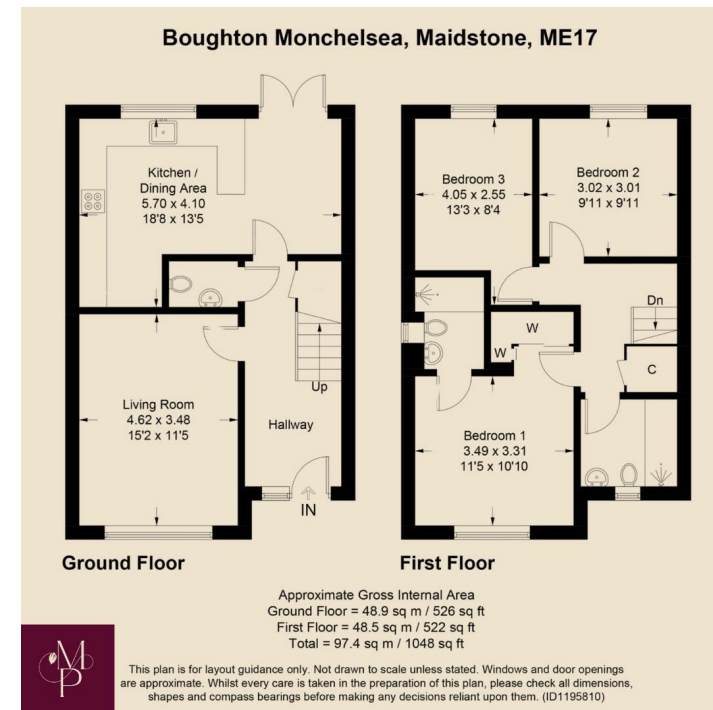 Boughton Monchelsea, Maidstone, ME17
Kitchen /
Dining Area
5.70 x 4.10
18'8 x 13'5
Up
Living Room
4.62 x 3.48
15'2 x 11'5
Hallway
IN
Ground Floor
Bedroom 3
4.05 x 2.55
13'3 x 8'4
Bedroom 2
3.02 x 3.01
9'11 x 9'11
Dn
W
W
C
Bedroom 1
3.49 x 3.31
11'5 x 10'10
First Floor
Approximate Gross Internal Area
Ground Floor = 48.9 sq m / 526 sq ft
First Floor = 48.5 sq m / 522 sq ft
Total = 97.4 sq m / 1048 sq ft
MP
This plan is for layout guidance only. Not drawn to scale unless stated. Windows and door openings
are approximate. Whilst every care is taken in the preparation of this plan, please check all dimensions,
shapes and compass bearings before making any decisions reliant upon them. (ID1195810)